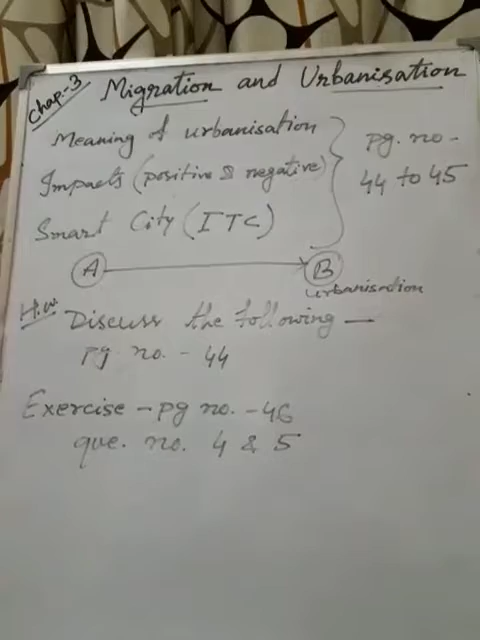 Chap-3
Migration and Urbanisation
Meaning of urbanisation
Impacts (positive & negative)
Smart City (ITC)
pg. no -
44 to 45
A
B
urbanisation
H.w.
Discuss the following —
pg no. - 44
Exercise - pg no. - 46
que. no. 4 & 5